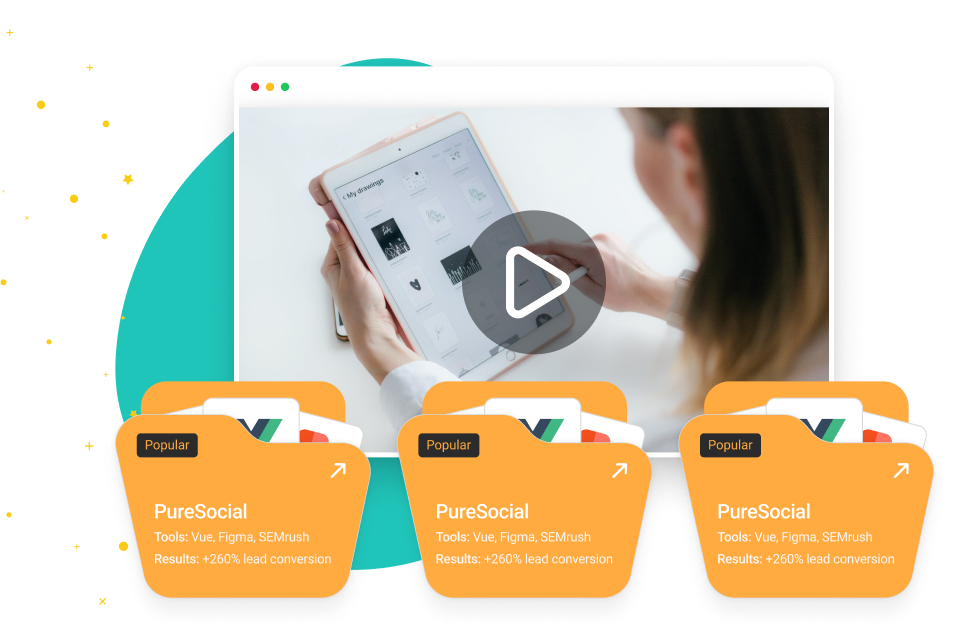 < My drawings
Popular
PureSocial
Tools: Vue, Figma, SEMrush
Results: +260% lead conversion
Popular
PureSocial
Tools: Vue, Figma, SEMrush
Results: +260% lead conversion
Popular
PureSocial
Tools: Vue, Figma, SEMrush
Results: +260% lead conversion